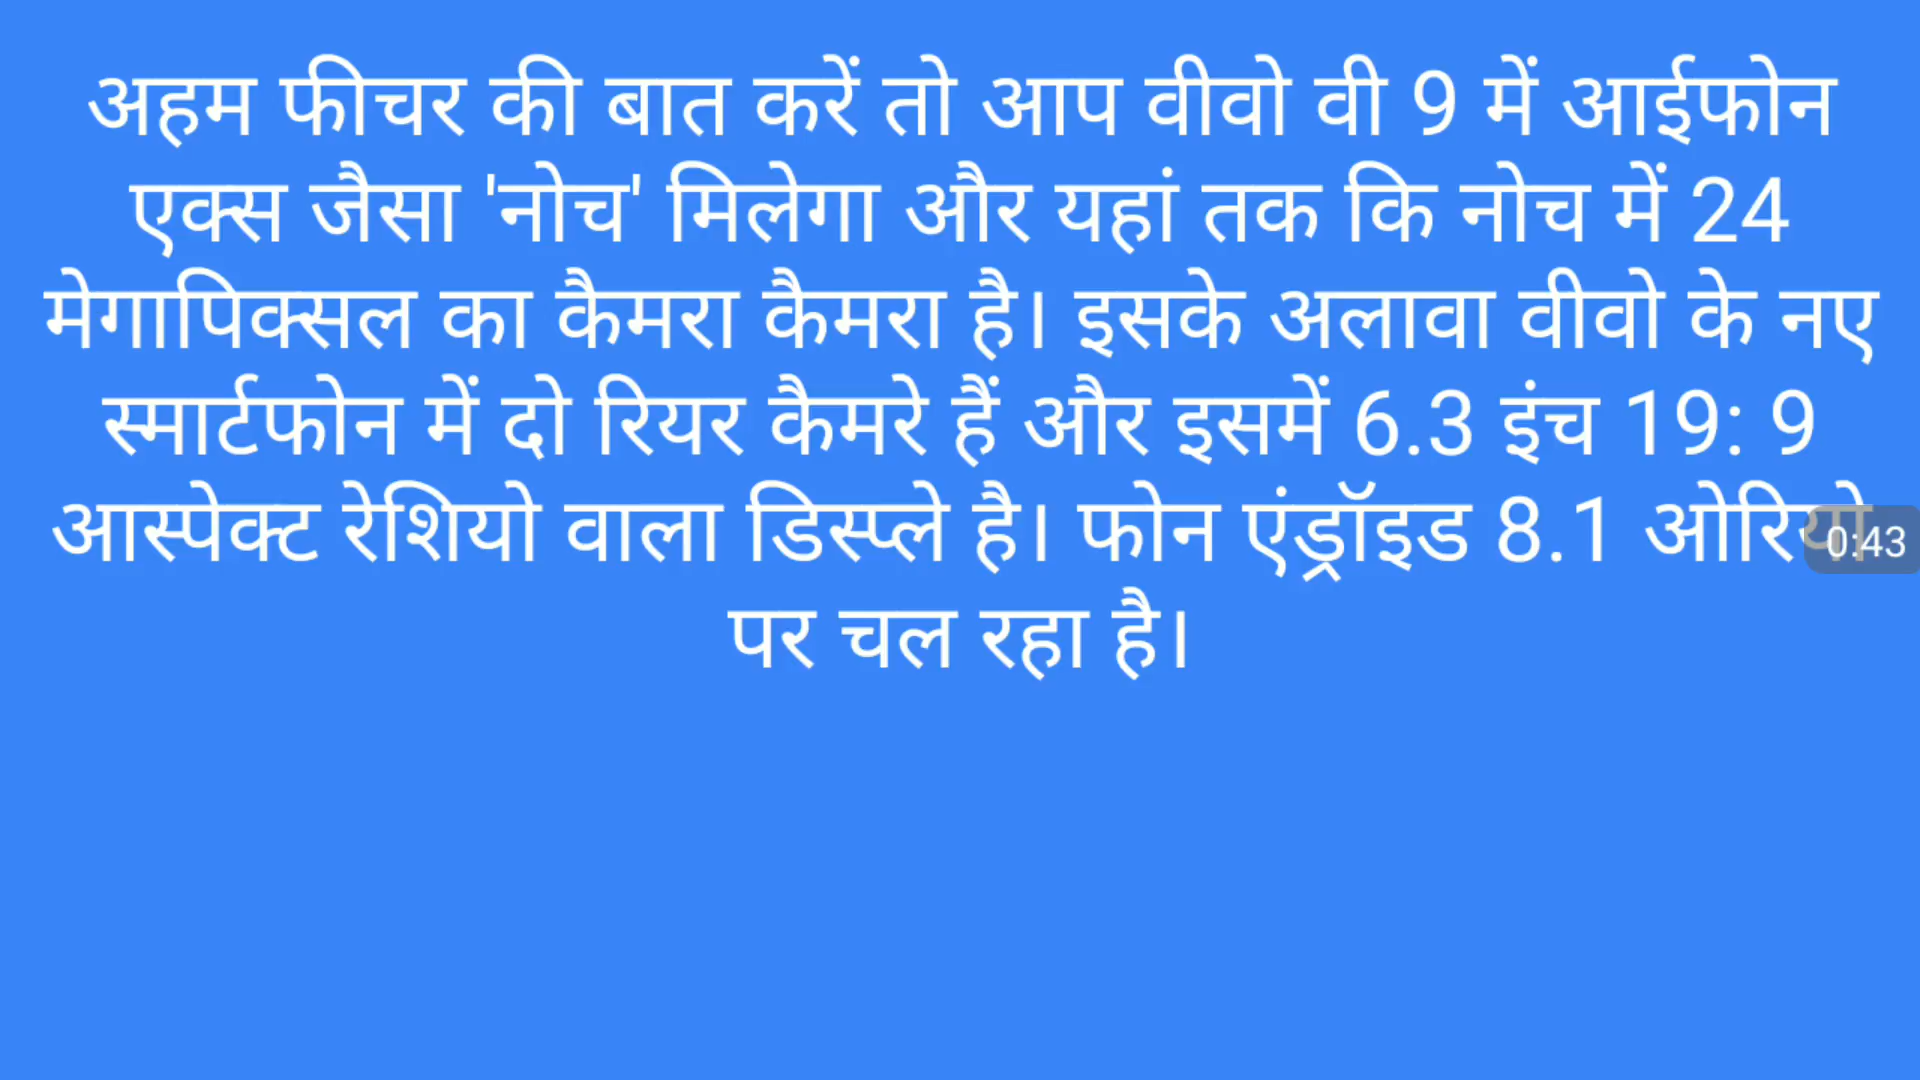 अहम फीचर की बात करें तो आप वीवो वी 9 में आईफोन
एक्स जैसा 'नोच' मिलेगा और यहां तक कि नोच में 24
मेगापिक्सल का कैमरा कैमरा है। इसके अलावा वीवो के नए
स्मार्टफोन में दो रियर कैमरे हैं और इसमें 6.3 इंच 19: 9
आस्पेक्ट रेशियो वाला डिस्प्ले है। फोन एंड्रॉइड 8.1 ओरियो
0:43
पर चल रहा है।